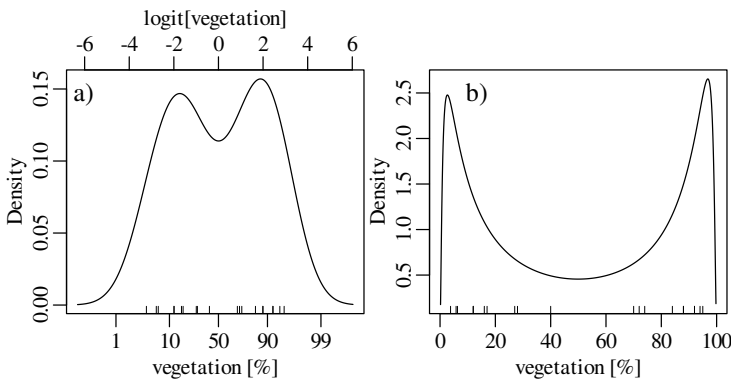 logit[vegetation]
-6 -4 -2 0 2 4 6
a)
Density
0.00 0.05 0.10 0.15
1 10 50 90 99
vegetation [%]
b)
Density
0.5 1.0 1.5 2.0 2.5
0 20 40 60 80 100
vegetation [%]